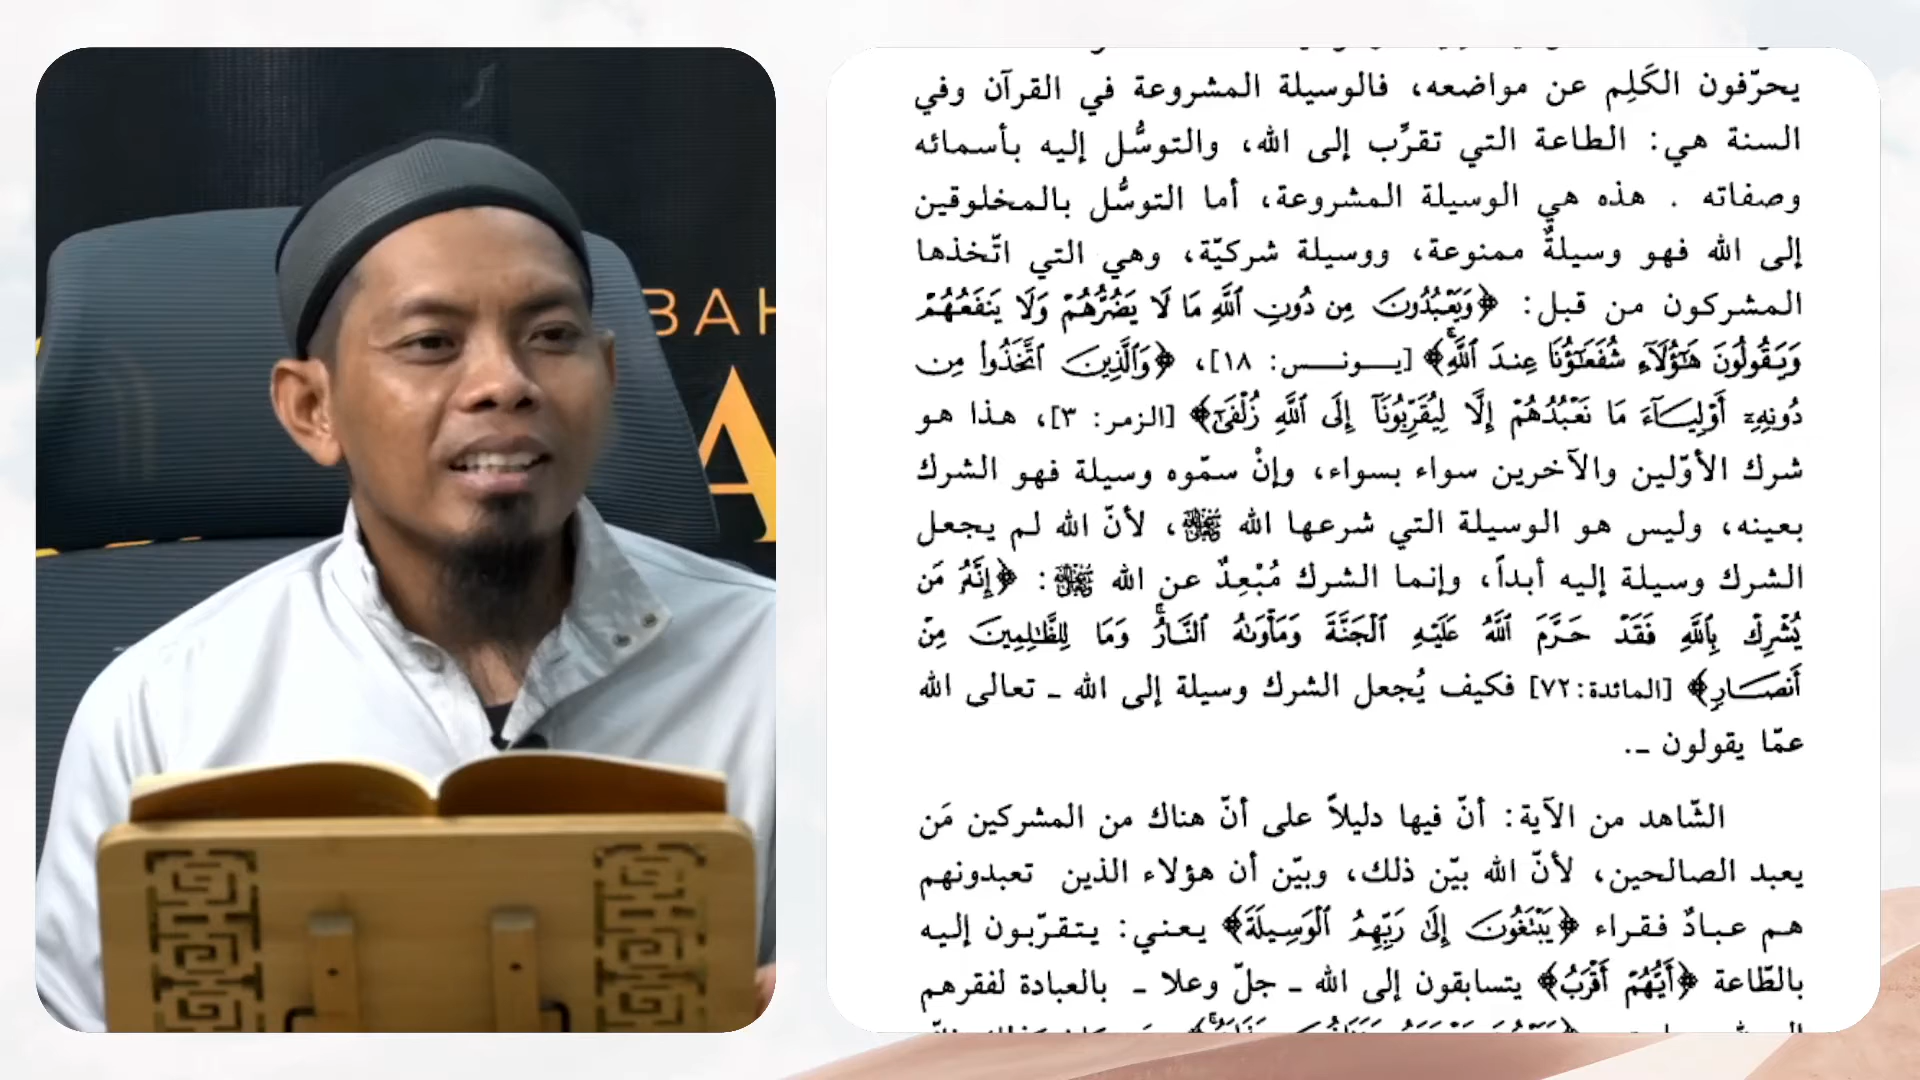 BAH
A
يحرّفون الكَلِم عن مواضعه، فالوسيلة المشروعة في القرآن وفي
السنة هي: الطاعة التي تقرِّب إلى الله، والتوسُّل إليه بأسمائه
وصفاته . هذه هي الوسيلة المشروعة، أما التوسُّل بالمخلوقين
إلى الله فهو وسيلةٌ ممنوعة، ووسيلة شركيّة، وهي التي اتّخذها
المشركون من قبل: ﴿وَيَعْبُدُونَ مِن دُونِ ٱللَّهِ مَا لَا يَضُرُّهُمْ وَلَا يَنفَعُهُمْ
وَيَقُولُونَ هَٰٓؤُلَآءِ شُفَعَٰٓؤُنَا عِندَ ٱللَّهِۚ﴾ [يونس: ١٨]، ﴿وَٱلَّذِينَ ٱتَّخَذُوا۟ مِن
دُونِهِۦٓ أَوْلِيَآءَ مَا نَعْبُدُهُمْ إِلَّا لِيُقَرِّبُونَآ إِلَى ٱللَّهِ زُلْفَىٰٓ﴾ [الزمر: ٣]، هذا هو
شرك الأوّلين والآخرين سواء بسواء، وإنْ سمّوه وسيلة فهو الشرك
بعينه، وليس هو الوسيلة التي شرعها الله ، لأنّ الله لم يجعل
الشرك وسيلة إليه أبداً، وإنما الشرك مُبْعِدٌ عن الله : ﴿إِنَّهُۥ مَن
يُشْرِكْ بِٱللَّهِ فَقَدْ حَرَّمَ ٱللَّهُ عَلَيْهِ ٱلْجَنَّةَ وَمَأْوَىٰهُ ٱلنَّارُۖ وَمَا لِلظَّٰلِمِينَ مِنْ
أَنصَارٍ﴾ [المائدة: ٧٢] فكيف يُجعل الشرك وسيلة إلى الله ـ تعالى الله
عمّا يقولون ـ.
الشّاهد من الآية: أنّ فيها دليلاً على أنّ هناك من المشركين مَن
يعبد الصالحين، لأنّ الله بيّن ذلك، وبيّن أن هؤلاء الذين تعبدونهم
هم عبادٌ فقراء ﴿يَبْتَغُونَ إِلَىٰ رَبِّهِمُ ٱلْوَسِيلَةَ﴾ يعني: يتقرّبون إليه
بالطّاعة ﴿أَيُّهُمْ أَقْرَبُ﴾ يتسابقون إلى الله ـ جلّ وعلا ـ بالعبادة لفقرهم